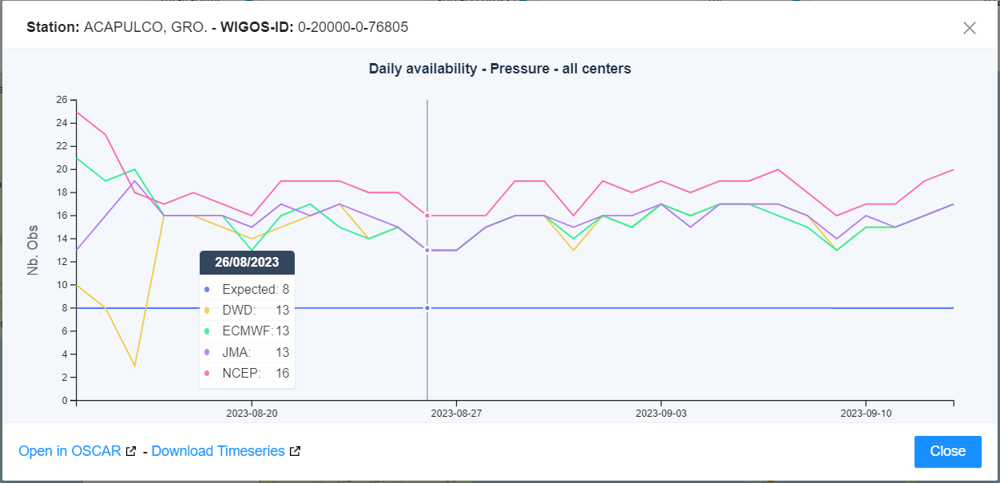 Station: ACAPULCO, GRO. - WIGOS-ID: 0-20000-0-76805
Daily availability - Pressure - all centers
26
24
22
20
18
16
14
12
10
8
6
4
2
0
Nb. Obs
26/08/2023
Expected: 8
DWD: 13
ECMWF: 13
JMA: 13
NCEP: 16
2023-08-20
2023-08-27
2023-09-03
2023-09-10
Open in OSCAR - Download Timeseries
Close